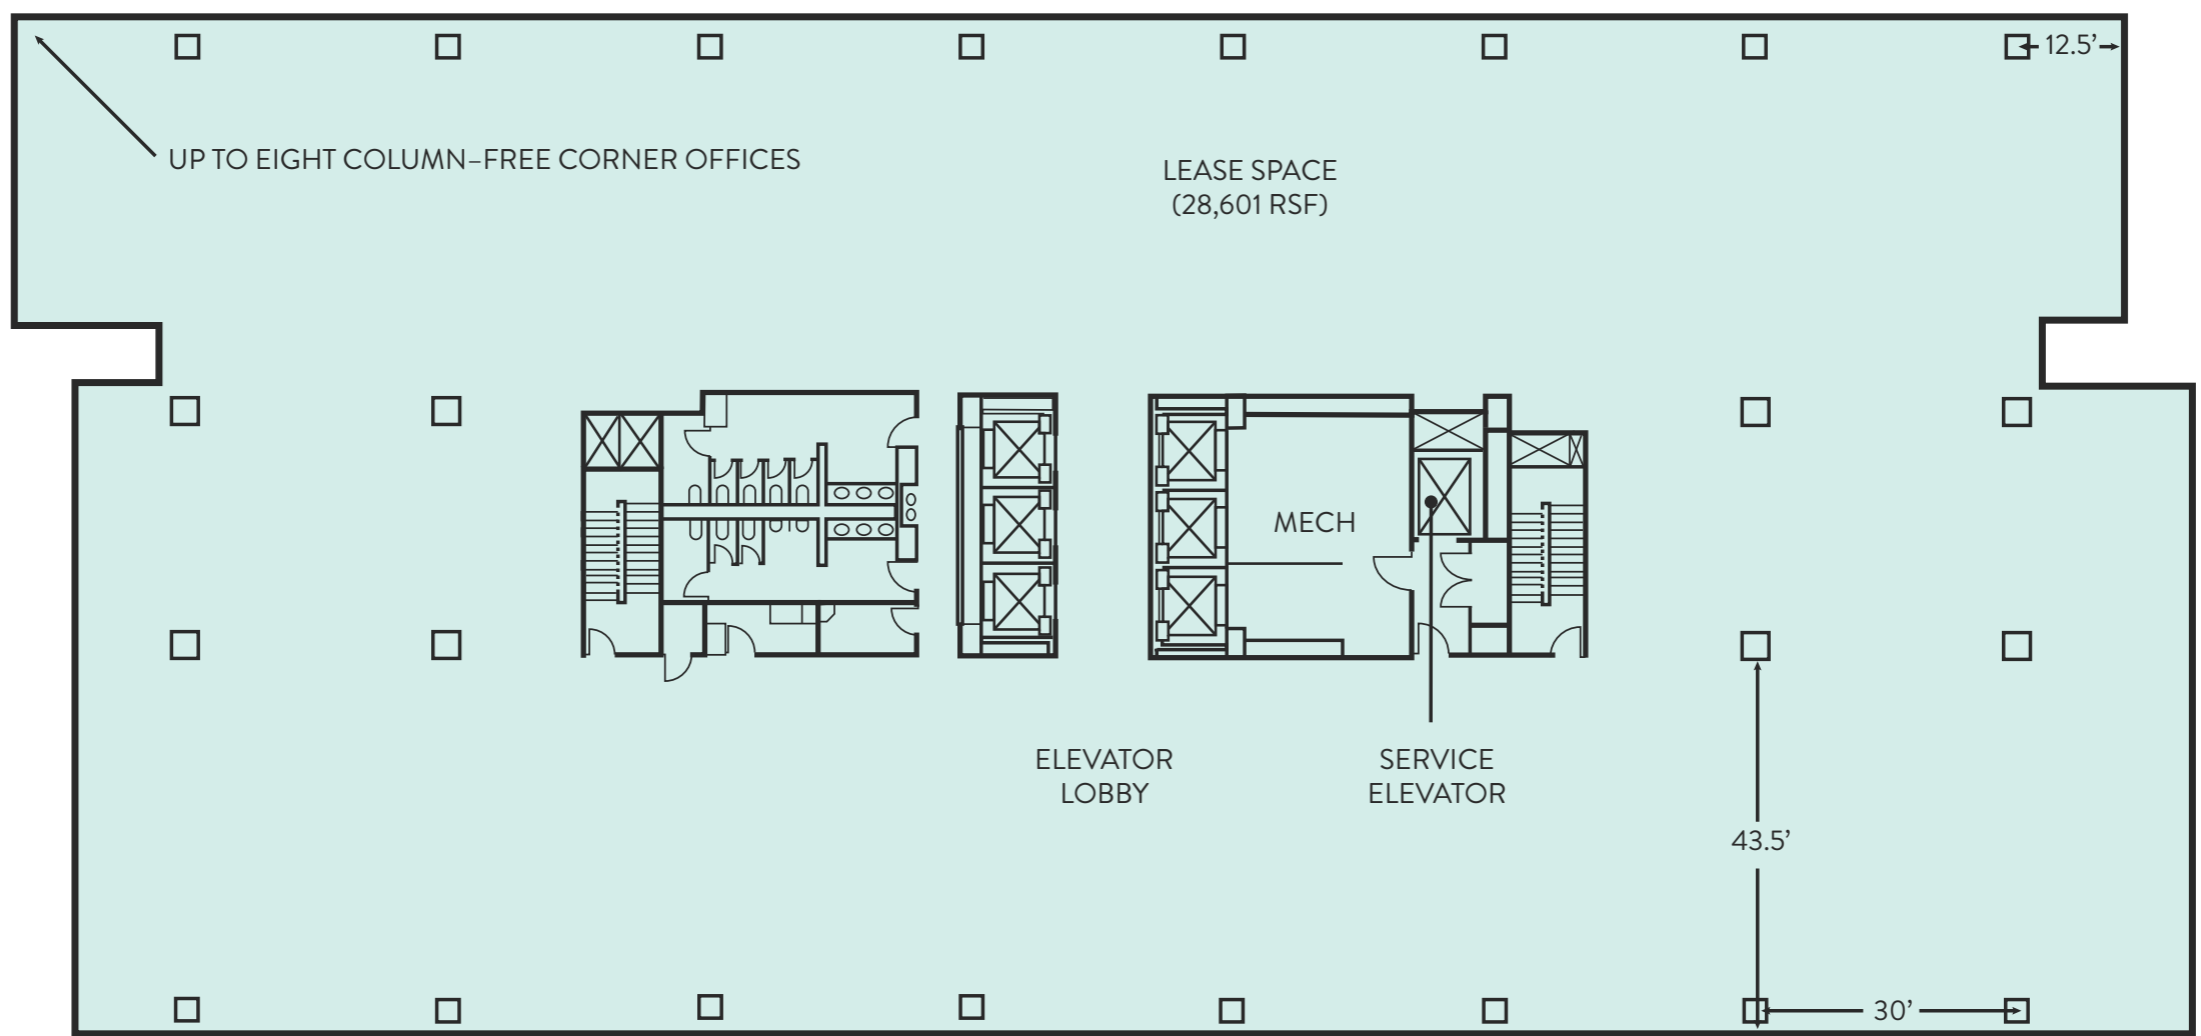 12.5’
UP TO EIGHT COLUMN–FREE CORNER OFFICES
LEASE SPACE
(28,601 RSF)
MECH
ELEVATOR
LOBBY
SERVICE
ELEVATOR
43.5’
30’